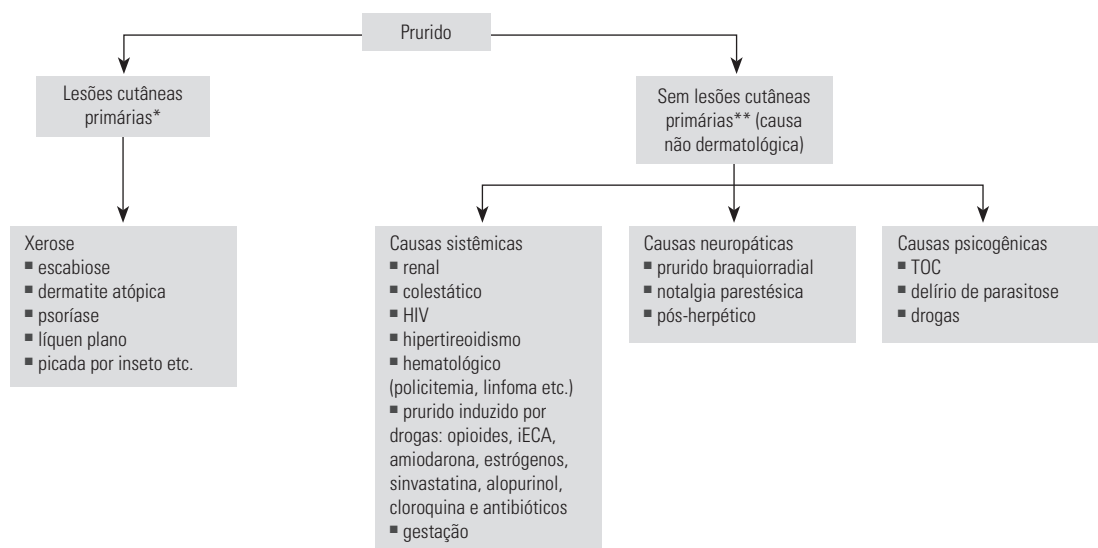 Prurido
Lesões cutâneas
primárias*
Sem lesões cutâneas
primárias** (causa
não dermatológica)
Xerose
▪ escabiose
▪ dermatite atópica
▪ psoríase
▪ líquen plano
▪ picada por inseto etc.
Causas sistêmicas
▪ renal
▪ colestático
▪ HIV
▪ hipertireoidismo
▪ hematológico
(policitemia, linfoma etc.)
▪ prurido induzido por
drogas: opioides, iECA,
amiodarona, estrógenos,
sinvastatina, alopurinol,
cloroquina e antibióticos
▪ gestação
Causas neuropáticas
▪ prurido braquiorradial
▪ notalgia parestésica
▪ pós-herpético
Causas psicogênicas
▪ TOC
▪ delírio de parasitose
▪ drogas